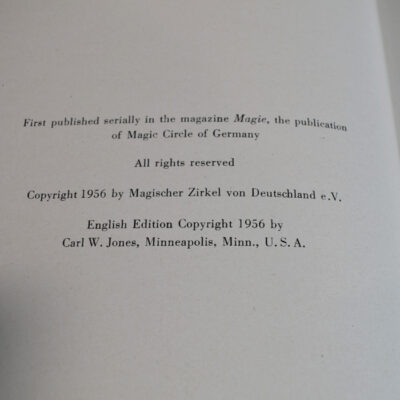 First published serially in the magazine Magie, the publication
of Magic Circle of Germany
All rights reserved
Copyright 1956 by Magischer Zirkel von Deutschland e.V.
English Edition Copyright 1956 by
Carl W. Jones, Minneapolis, Minn., U. S. A.